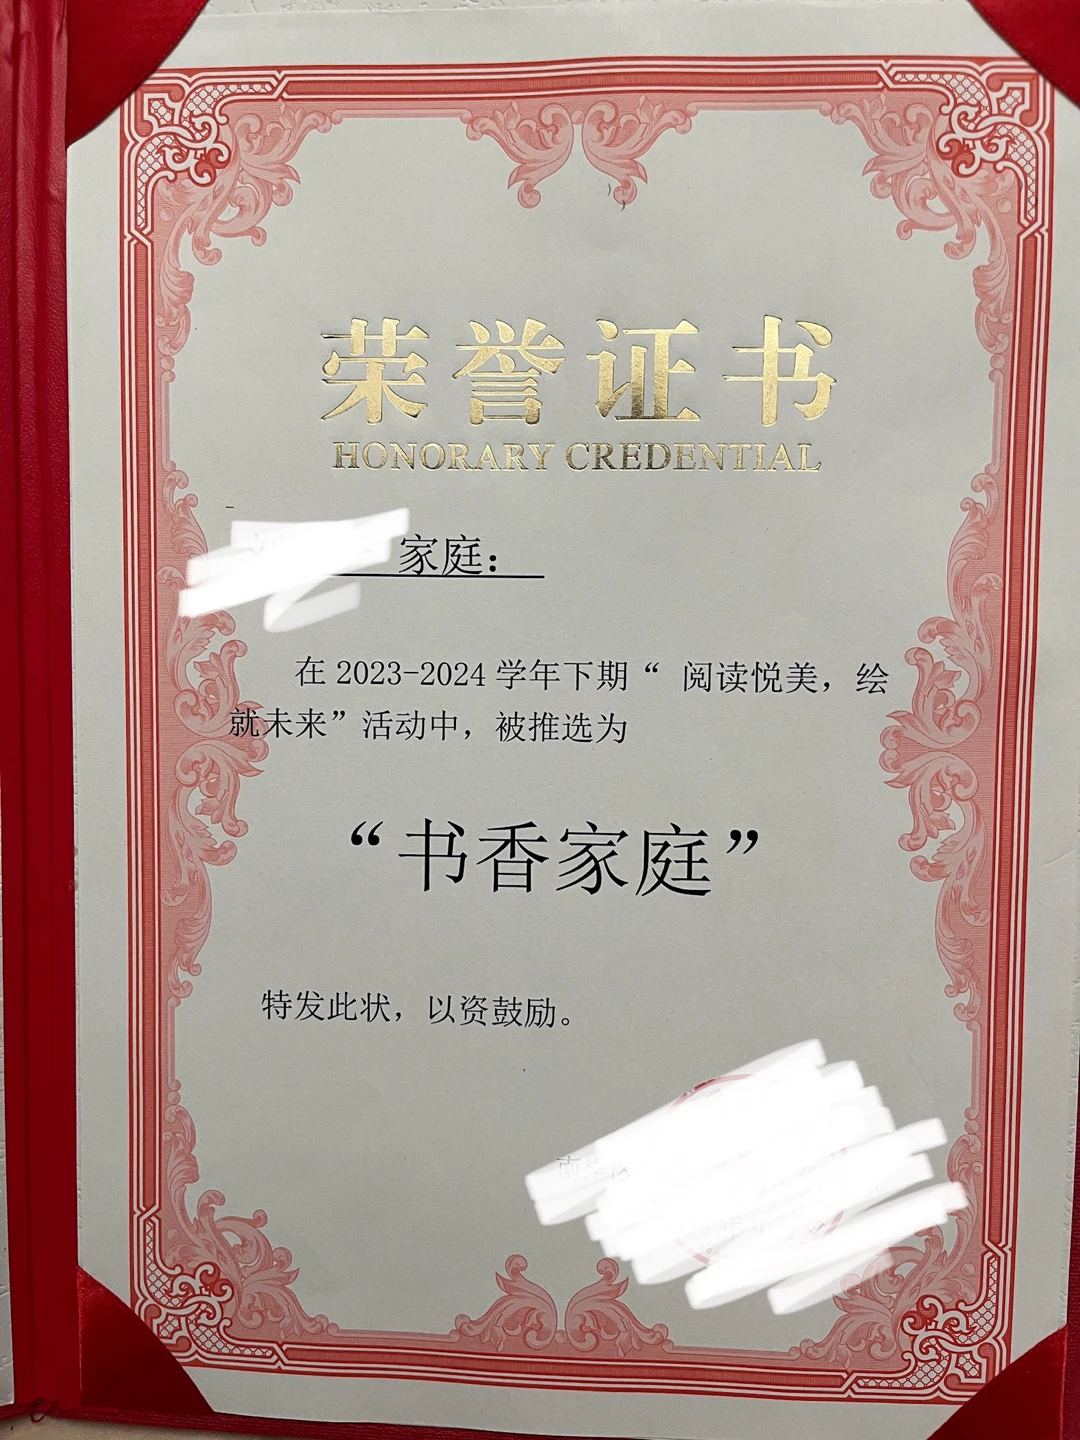 荣誉证书
HONORARY CREDENTIAL
家庭：
在 2023-2024 学年下期“ 阅读悦美，绘
就未来”活动中，被推选为
“书香家庭”
特发此状，以资鼓励。